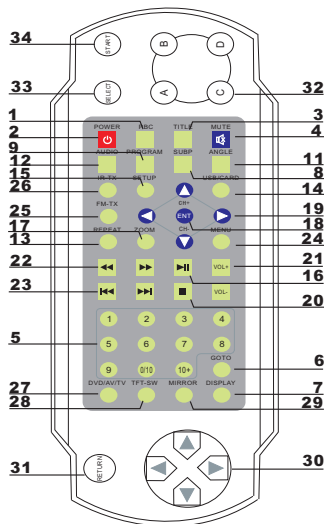 34
START
B
D
33
SELECT
A
C
32
1
POWER
ABC
TITLE
MUTE
3
2
4
9
AUDIO
PROGRAM
SUBP
ANGLE
11
12
8
15
IR-TX
SETUP
USB/CARD
14
26
CH+
25
FM-TX
ENT
19
17
18
REPEAT
ZOOM
CH-
MENU
24
13
22
VOL+
21
16
23
VOL-
20
1
2
3
4
5
5
6
7
8
GOTO
6
9
0/10
10+
27
DVD/AV/TV
TFT-SW
MIRROR
DISPLAY
7
28
29
31
RETURN
30